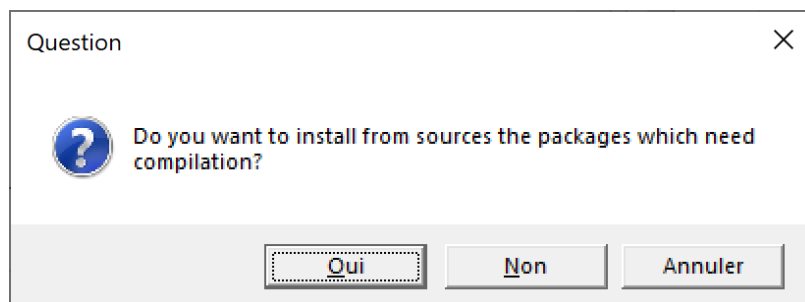 Question
Do you want to install from sources the packages which need
compilation?
Oui
Non
Annuler